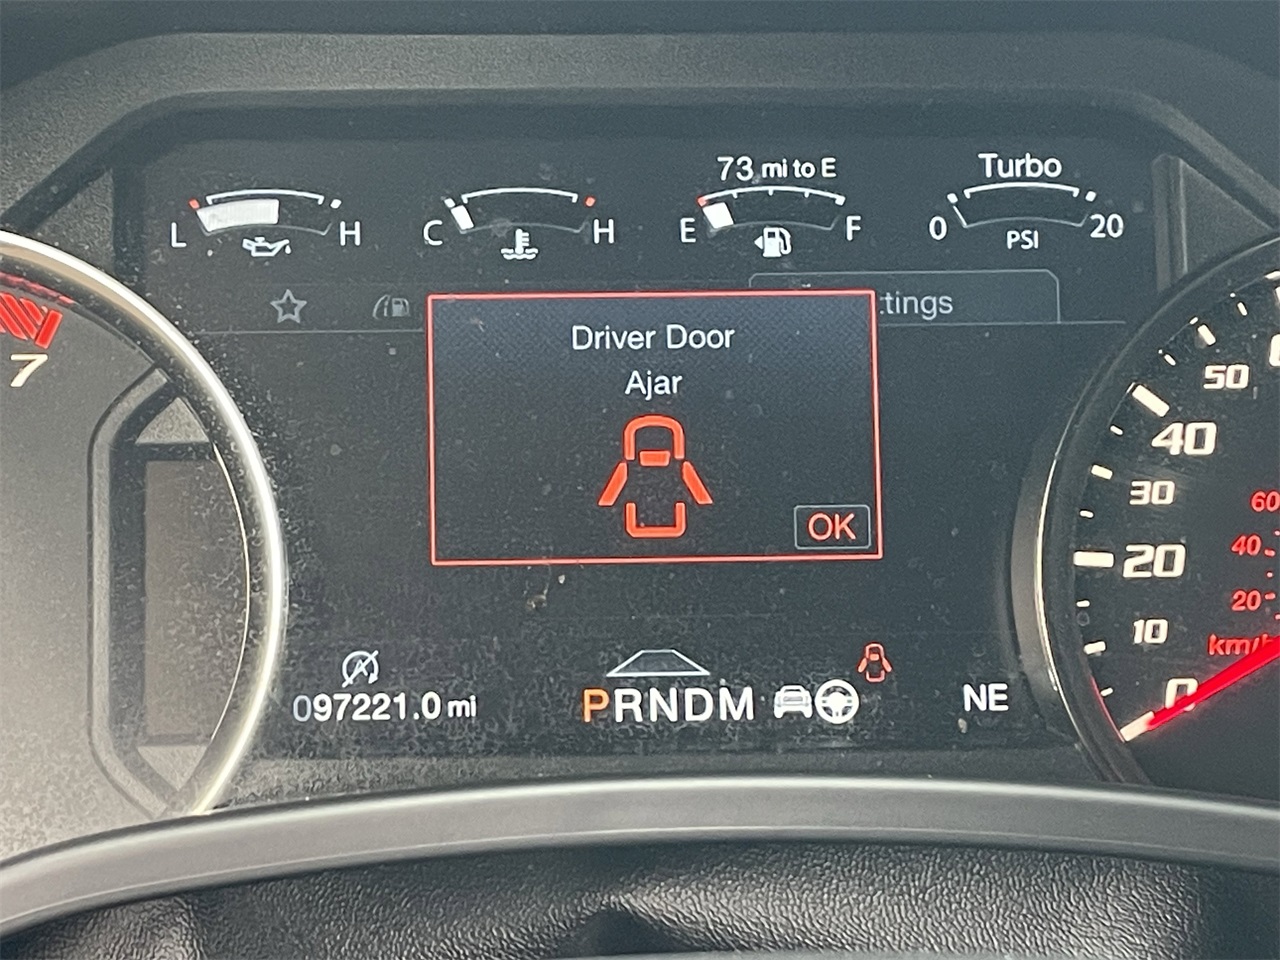 73 mi to E
Turbo
L H
C H
E F
0 20
PSI
tings
Driver Door
Ajar
OK
7
50
40
30
20
10
0
60
40
20
km/h
097221.0 mi
PRNDM
NE